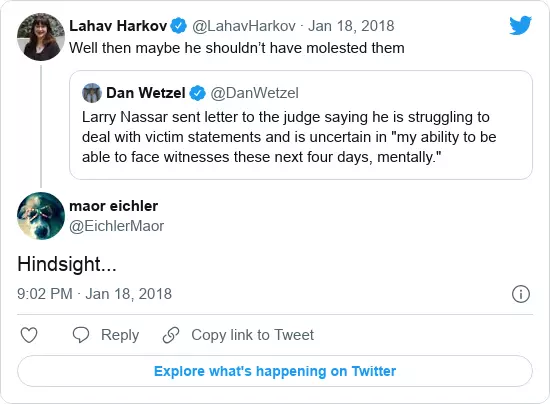 Lahav Harkov @LahavHarkov · Jan 18, 2018
Well then maybe he shouldn’t have molested them
Dan Wetzel @DanWetzel
Larry Nassar sent letter to the judge saying he is struggling to
deal with victim statements and is uncertain in "my ability to be
able to face witnesses these next four days, mentally."
maor eichler
@EichlerMaor
Hindsight...
9:02 PM · Jan 18, 2018
Reply Copy link to Tweet
Explore what's happening on Twitter